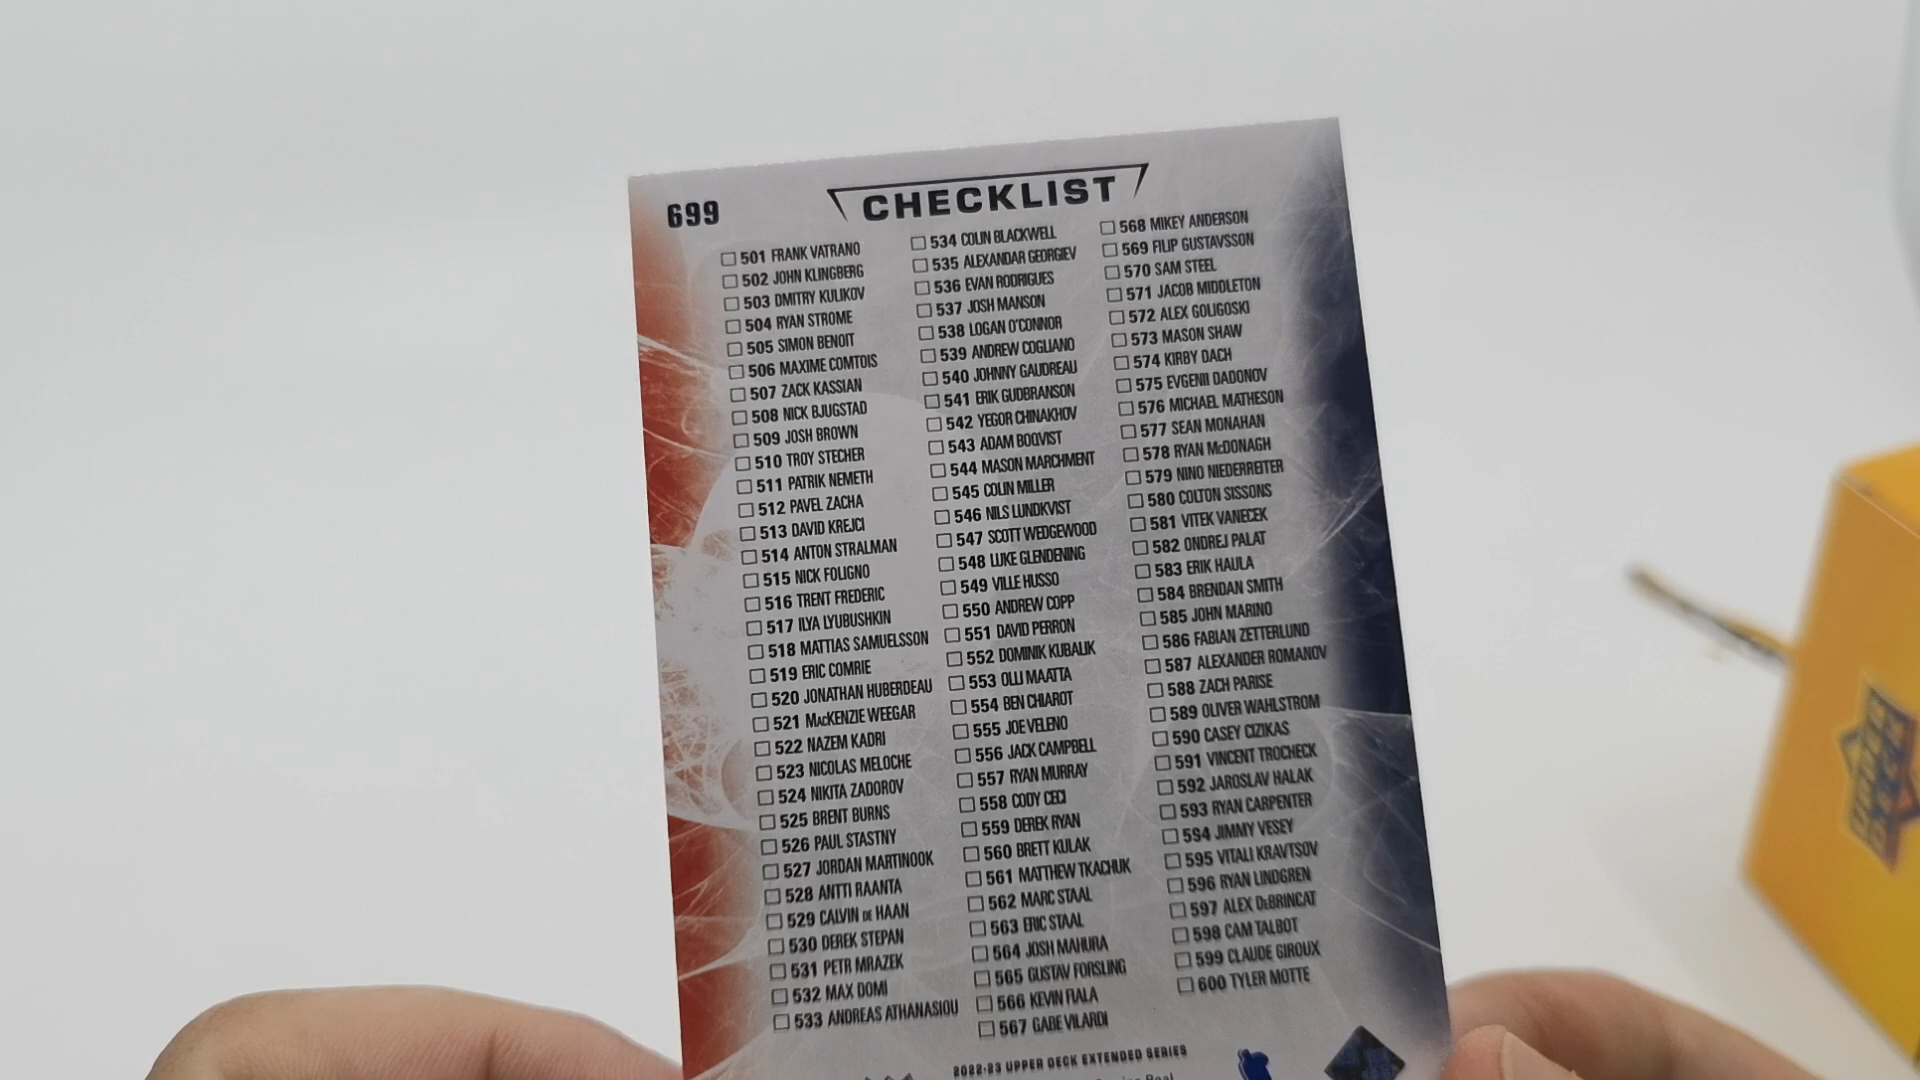 699
CHECKLIST
501 FRANK VATRANO
502 JOHN KLINGBERG
503 DMITRY KULIKOV
504 RYAN STROME
505 SIMON BENOIT
506 MAXIME COMTOIS
507 ZACK KASSIAN
508 NICK BJUGSTAD
509 JOSH BROWN
510 TROY STECHER
511 PATRIK NEMETH
512 PAVEL ZACHA
513 DAVID KREJCI
514 ANTON STRALMAN
515 NICK FOLIGNO
516 TRENT FREDERIC
517 ILYA LYUBUSHKIN
518 MATTIAS SAMUELSSON
519 ERIC COMRIE
520 JONATHAN HUBERDEAU
521 MacKENZIE WEEGAR
522 NAZEM KADRI
523 NICOLAS MELOCHE
524 NIKITA ZADOROV
525 BRENT BURNS
526 PAUL STASTNY
527 JORDAN MARTINOOK
528 ANTTI RAANTA
529 CALVIN de HAAN
530 DEREK STEPAN
531 PETR MRAZEK
532 MAX DOMI
533 ANDREAS ATHANASIOU
534 COLIN BLACKWELL
535 ALEXANDAR GEORGIEV
536 EVAN RODRIGUES
537 JOSH MANSON
538 LOGAN O'CONNOR
539 ANDREW COGLIANO
540 JOHNNY GAUDREAU
541 ERIK GUDBRANSON
542 YEGOR CHINAKHOV
543 ADAM BOQVIST
544 MASON MARCHMENT
545 COLIN MILLER
546 NILS LUNDKVIST
547 SCOTT WEDGEWOOD
548 LUKE GLENDENING
549 VILLE HUSSO
550 ANDREW COPP
551 DAVID PERRON
552 DOMINIK KUBALIK
553 OLLI MAATTA
554 BEN CHIAROT
555 JOE VELENO
556 JACK CAMPBELL
557 RYAN MURRAY
558 CODY CECI
559 DEREK RYAN
560 BRETT KULAK
561 MATTHEW TKACHUK
562 MARC STAAL
563 ERIC STAAL
564 JOSH MAHURA
565 GUSTAV FORSLING
566 KEVIN FIALA
567 GABE VILARDI
568 MIKEY ANDERSON
569 FILIP GUSTAVSSON
570 SAM STEEL
571 JACOB MIDDLETON
572 ALEX GOLIGOSKI
573 MASON SHAW
574 KIRBY DACH
575 EVGENII DADONOV
576 MICHAEL MATHESON
577 SEAN MONAHAN
578 RYAN McDONAGH
579 NINO NIEDERREITER
580 COLTON SISSONS
581 VITEK VANECEK
582 ONDREJ PALAT
583 ERIK HAULA
584 BRENDAN SMITH
585 JOHN MARINO
586 FABIAN ZETTERLUND
587 ALEXANDER ROMANOV
588 ZACH PARISE
589 OLIVER WAHLSTROM
590 CASEY CIZIKAS
591 VINCENT TROCHECK
592 JAROSLAV HALAK
593 RYAN CARPENTER
594 JIMMY VESEY
595 VITALI KRAVTSOV
596 RYAN LINDGREN
597 ALEX DeBRINCAT
598 CAM TALBOT
599 CLAUDE GIROUX
600 TYLER MOTTE
2022-23 UPPER DECK EXTENDED SERIES